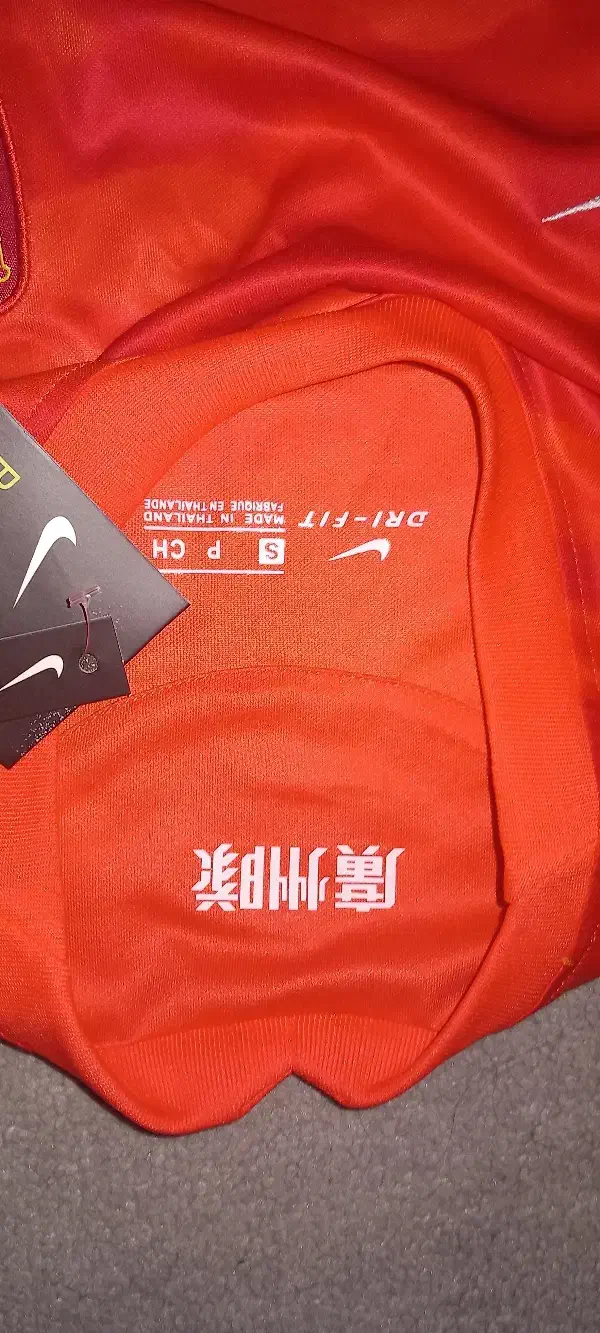 廣州隊
DRI-FIT
S P CH
MADE IN THAILAND
FABRIQUE EN THAILANDE